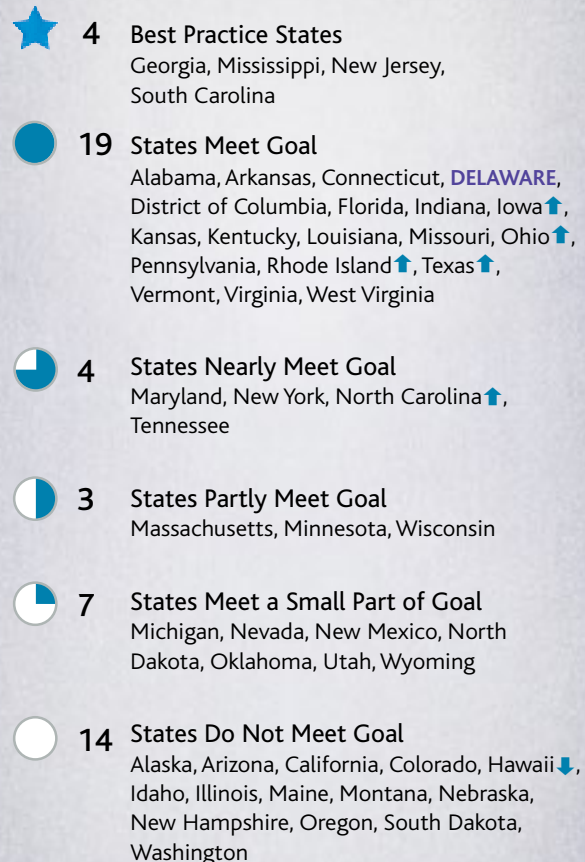 4 Best Practice States
Georgia, Mississippi, New Jersey,
South Carolina
19 States Meet Goal
Alabama, Arkansas, Connecticut, DELAWARE,
District of Columbia, Florida, Indiana, Iowa⬆,
Kansas, Kentucky, Louisiana, Missouri, Ohio⬆,
Pennsylvania, Rhode Island⬆, Texas⬆,
Vermont, Virginia, West Virginia
4 States Nearly Meet Goal
Maryland, New York, North Carolina⬆,
Tennessee
3 States Partly Meet Goal
Massachusetts, Minnesota, Wisconsin
7 States Meet a Small Part of Goal
Michigan, Nevada, New Mexico, North
Dakota, Oklahoma, Utah, Wyoming
14 States Do Not Meet Goal
Alaska, Arizona, California, Colorado, Hawaii⬇,
Idaho, Illinois, Maine, Montana, Nebraska,
New Hampshire, Oregon, South Dakota,
Washington